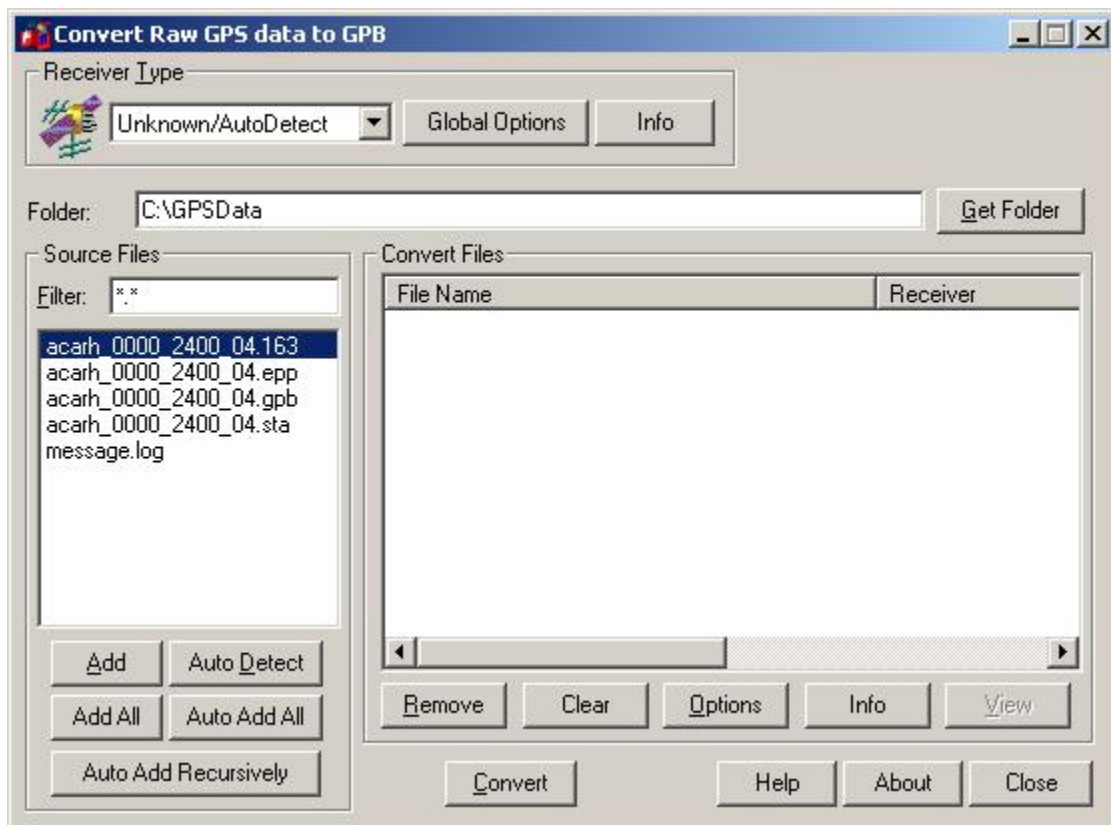 Convert Raw GPS data to GPB
Receiver Type
Unknown/AutoDetect
Global Options
Info
Folder:
C:\GPSData
Get Folder
Source Files
Filter:
*.*
acarh_0000_2400_04.163
acarh_0000_2400_04.epp
acarh_0000_2400_04.gpb
acarh_0000_2400_04.sta
message.log
Add
Auto Detect
Add All
Auto Add All
Auto Add Recursively
Convert Files
File Name
Receiver
Remove
Clear
Options
Info
View
Convert
Help
About
Close